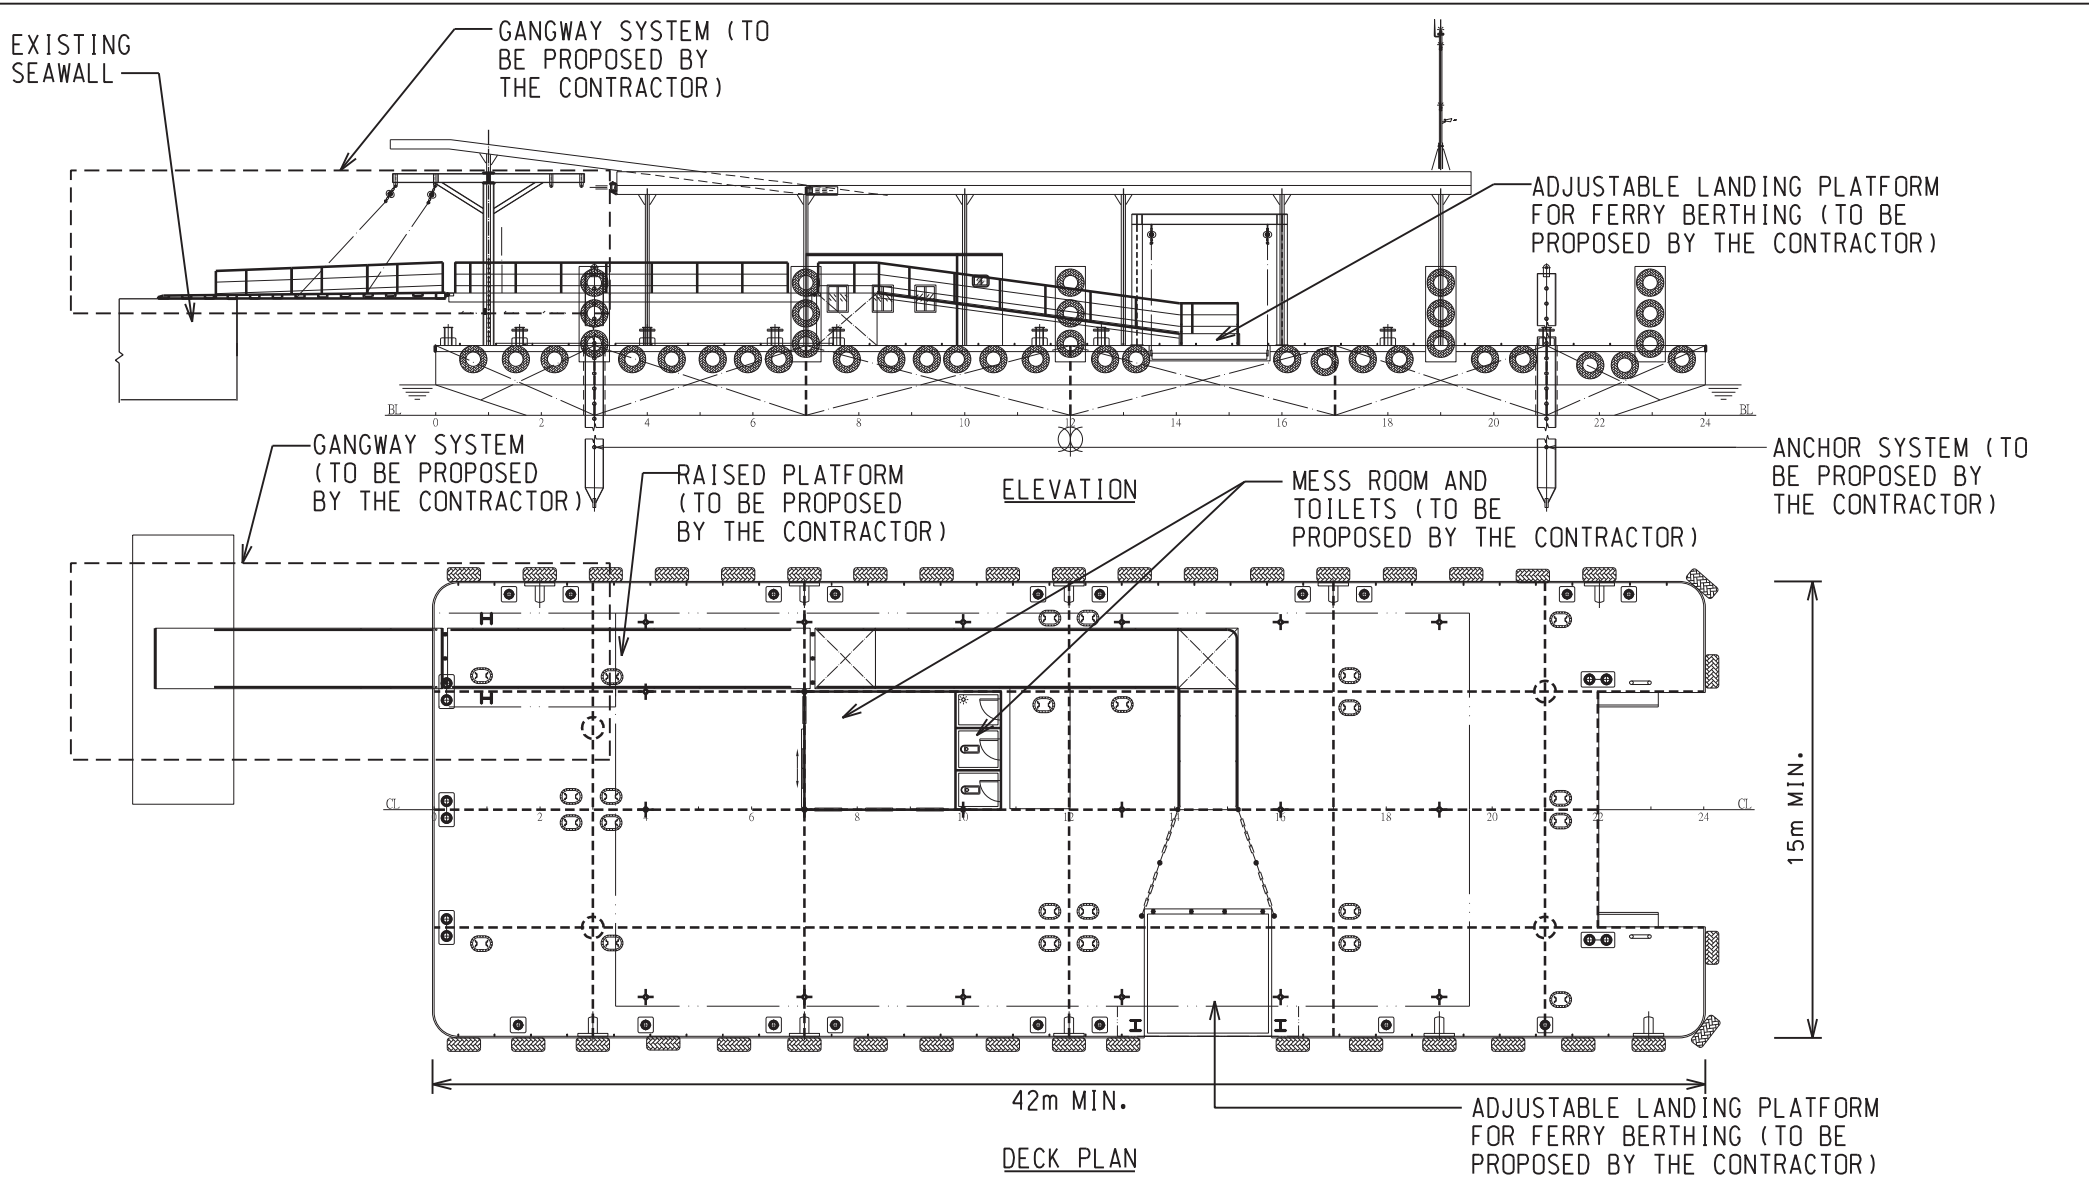 EXISTING
SEAWALL
GANGWAY SYSTEM (TO
BE PROPOSED BY
THE CONTRACTOR)
ADJUSTABLE LANDING PLATFORM
FOR FERRY BERTHING (TO BE
PROPOSED BY THE CONTRACTOR)
BL
BL
0 2 4 6 8 10 12 14 16 18 20 22 24
GANGWAY SYSTEM
(TO BE PROPOSED
BY THE CONTRACTOR)
RAISED PLATFORM
(TO BE PROPOSED
BY THE CONTRACTOR)
ELEVATION
MESS ROOM AND
TOILETS (TO BE
PROPOSED BY THE CONTRACTOR)
ANCHOR SYSTEM (TO
BE PROPOSED BY
THE CONTRACTOR)
CL
CL
0 2 4 6 8 10 12 14 16 18 20 22 24
15m MIN.
42m MIN.
DECK PLAN
ADJUSTABLE LANDING PLATFORM
FOR FERRY BERTHING (TO BE
PROPOSED BY THE CONTRACTOR)